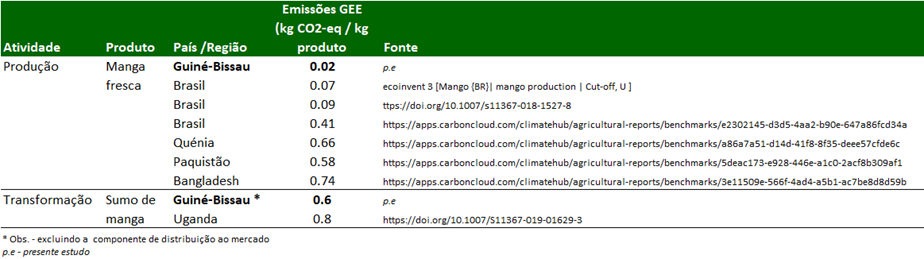 Emissões GEE
(kg CO2-eq / kg
Atividade Produto País /Região produto Fonte
Produção Manga Guiné-Bissau 0.02 p.e
fresca Brasil 0.07 ecoinvent 3 [Mango {BR}| mango production | Cut-off, U ]
Brasil 0.09 ttps://doi.org/10.1007/s11367-018-1527-8
Brasil 0.41 https://apps.carboncloud.com/climatehub/agricultural-reports/benchmarks/e2302145-d3d5-4aa2-b90e-647a86fcd34a
Quénia 0.66 https://apps.carboncloud.com/climatehub/agricultural-reports/benchmarks/a86a7a51-d14d-41f8-8f35-deee57cfde6c
Paquistão 0.58 https://apps.carboncloud.com/climatehub/agricultural-reports/benchmarks/5deac173-e928-446e-a1c0-2acf8b309af1
Bangladesh 0.74 https://apps.carboncloud.com/climatehub/agricultural-reports/benchmarks/3e11509e-566f-4ad4-a5b1-ac7be8d8d59b
Transformação Sumo de Guiné-Bissau * 0.6 p.e
manga Uganda 0.8 https://doi.org/10.1007/S11367-019-01629-3
* Obs. - excluindo a componente de distribuição ao mercado
p.e - presente estudo